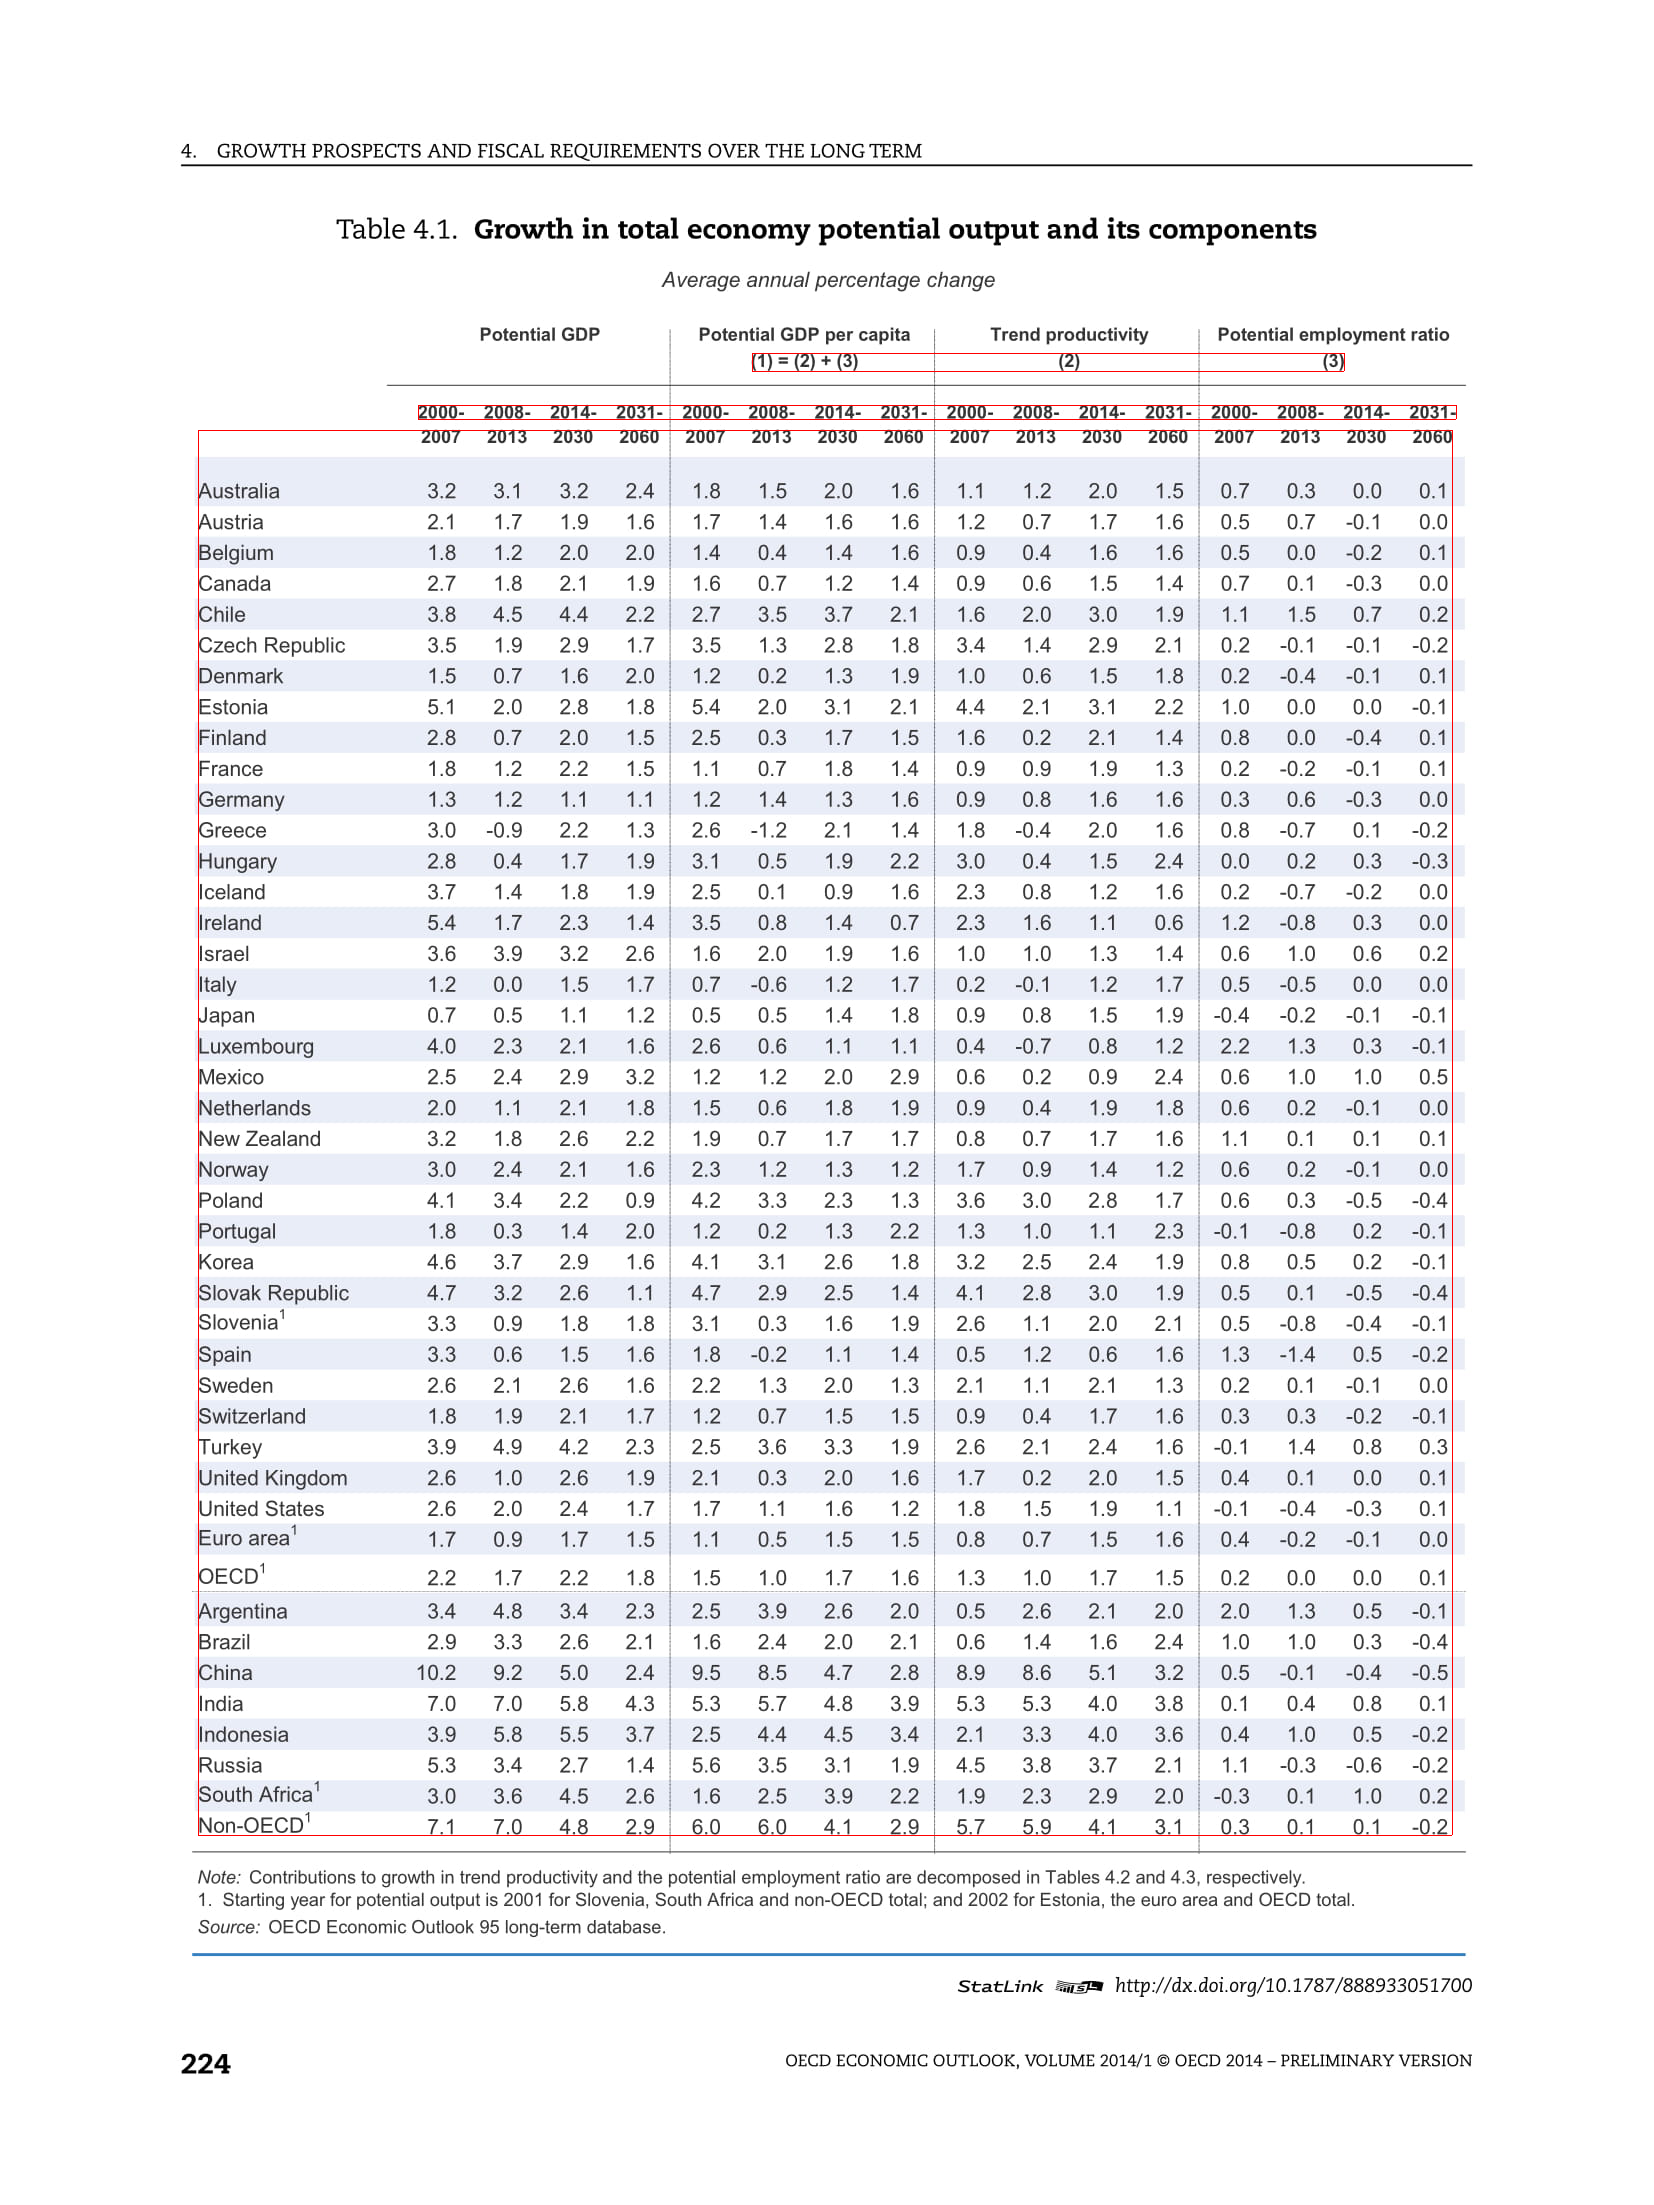 4. GROWTH PROSPECTS AND FISCAL REQUIREMENTS OVER THE LONG TERM
Table 4.1. Growth in total economy potential output and its components
Average annual percentage change
Potential GDP Potential GDP per capita Trend productivity Potential employment ratio
(1) = (2) + (3) (2) (3)
2000- 2008- 2014- 2031- 2000- 2008- 2014- 2031- 2000- 2008- 2014- 2031- 2000- 2008- 2014- 2031-
2007 2013 2030 2060 2007 2013 2030 2060 2007 2013 2030 2060 2007 2013 2030 2060
Australia 3.2 3.1 3.2 2.4 1.8 1.5 2.0 1.6 1.1 1.2 2.0 1.5 0.7 0.3 0.0 0.1
Austria 2.1 1.7 1.9 1.6 1.7 1.4 1.6 1.6 1.2 0.7 1.7 1.6 0.5 0.7 -0.1 0.0
Belgium 1.8 1.2 2.0 2.0 1.4 0.4 1.4 1.6 0.9 0.4 1.6 1.6 0.5 0.0 -0.2 0.1
Canada 2.7 1.8 2.1 1.9 1.6 0.7 1.2 1.4 0.9 0.6 1.5 1.4 0.7 0.1 -0.3 0.0
Chile 3.8 4.5 4.4 2.2 2.7 3.5 3.7 2.1 1.6 2.0 3.0 1.9 1.1 1.5 0.7 0.2
Czech Republic 3.5 1.9 2.9 1.7 3.5 1.3 2.8 1.8 3.4 1.4 2.9 2.1 0.2 -0.1 -0.1 -0.2
Denmark 1.5 0.7 1.6 2.0 1.2 0.2 1.3 1.9 1.0 0.6 1.5 1.8 0.2 -0.4 -0.1 0.1
Estonia 5.1 2.0 2.8 1.8 5.4 2.0 3.1 2.1 4.4 2.1 3.1 2.2 1.0 0.0 0.0 -0.1
Finland 2.8 0.7 2.0 1.5 2.5 0.3 1.7 1.5 1.6 0.2 2.1 1.4 0.8 0.0 -0.4 0.1
France 1.8 1.2 2.2 1.5 1.1 0.7 1.8 1.4 0.9 0.9 1.9 1.3 0.2 -0.2 -0.1 0.1
Germany 1.3 1.2 1.1 1.1 1.2 1.4 1.3 1.6 0.9 0.8 1.6 1.6 0.3 0.6 -0.3 0.0
Greece 3.0 -0.9 2.2 1.3 2.6 -1.2 2.1 1.4 1.8 -0.4 2.0 1.6 0.8 -0.7 0.1 -0.2
Hungary 2.8 0.4 1.7 1.9 3.1 0.5 1.9 2.2 3.0 0.4 1.5 2.4 0.0 0.2 0.3 -0.3
Iceland 3.7 1.4 1.8 1.9 2.5 0.1 0.9 1.6 2.3 0.8 1.2 1.6 0.2 -0.7 -0.2 0.0
Ireland 5.4 1.7 2.3 1.4 3.5 0.8 1.4 0.7 2.3 1.6 1.1 0.6 1.2 -0.8 0.3 0.0
Israel 3.6 3.9 3.2 2.6 1.6 2.0 1.9 1.6 1.0 1.0 1.3 1.4 0.6 1.0 0.6 0.2
Italy 1.2 0.0 1.5 1.7 0.7 -0.6 1.2 1.7 0.2 -0.1 1.2 1.7 0.5 -0.5 0.0 0.0
Japan 0.7 0.5 1.1 1.2 0.5 0.5 1.4 1.8 0.9 0.8 1.5 1.9 -0.4 -0.2 -0.1 -0.1
Luxembourg 4.0 2.3 2.1 1.6 2.6 0.6 1.1 1.1 0.4 -0.7 0.8 1.2 2.2 1.3 0.3 -0.1
Mexico 2.5 2.4 2.9 3.2 1.2 1.2 2.0 2.9 0.6 0.2 0.9 2.4 0.6 1.0 1.0 0.5
Netherlands 2.0 1.1 2.1 1.8 1.5 0.6 1.8 1.9 0.9 0.4 1.9 1.8 0.6 0.2 -0.1 0.0
New Zealand 3.2 1.8 2.6 2.2 1.9 0.7 1.7 1.7 0.8 0.7 1.7 1.6 1.1 0.1 0.1 0.1
Norway 3.0 2.4 2.1 1.6 2.3 1.2 1.3 1.2 1.7 0.9 1.4 1.2 0.6 0.2 -0.1 0.0
Poland 4.1 3.4 2.2 0.9 4.2 3.3 2.3 1.3 3.6 3.0 2.8 1.7 0.6 0.3 -0.5 -0.4
Portugal 1.8 0.3 1.4 2.0 1.2 0.2 1.3 2.2 1.3 1.0 1.1 2.3 -0.1 -0.8 0.2 -0.1
Korea 4.6 3.7 2.9 1.6 4.1 3.1 2.6 1.8 3.2 2.5 2.4 1.9 0.8 0.5 0.2 -0.1
Slovak Republic 4.7 3.2 2.6 1.1 4.7 2.9 2.5 1.4 4.1 2.8 3.0 1.9 0.5 0.1 -0.5 -0.4
Slovenia1 3.3 0.9 1.8 1.8 3.1 0.3 1.6 1.9 2.6 1.1 2.0 2.1 0.5 -0.8 -0.4 -0.1
Spain 3.3 0.6 1.5 1.6 1.8 -0.2 1.1 1.4 0.5 1.2 0.6 1.6 1.3 -1.4 0.5 -0.2
Sweden 2.6 2.1 2.6 1.6 2.2 1.3 2.0 1.3 2.1 1.1 2.1 1.3 0.2 0.1 -0.1 0.0
Switzerland 1.8 1.9 2.1 1.7 1.2 0.7 1.5 1.5 0.9 0.4 1.7 1.6 0.3 0.3 -0.2 -0.1
Turkey 3.9 4.9 4.2 2.3 2.5 3.6 3.3 1.9 2.6 2.1 2.4 1.6 -0.1 1.4 0.8 0.3
United Kingdom 2.6 1.0 2.6 1.9 2.1 0.3 2.0 1.6 1.7 0.2 2.0 1.5 0.4 0.1 0.0 0.1
United States 2.6 2.0 2.4 1.7 1.7 1.1 1.6 1.2 1.8 1.5 1.9 1.1 -0.1 -0.4 -0.3 0.1
Euro area1 1.7 0.9 1.7 1.5 1.1 0.5 1.5 1.5 0.8 0.7 1.5 1.6 0.4 -0.2 -0.1 0.0
OECD1 2.2 1.7 2.2 1.8 1.5 1.0 1.7 1.6 1.3 1.0 1.7 1.5 0.2 0.0 0.0 0.1
Argentina 3.4 4.8 3.4 2.3 2.5 3.9 2.6 2.0 0.5 2.6 2.1 2.0 2.0 1.3 0.5 -0.1
Brazil 2.9 3.3 2.6 2.1 1.6 2.4 2.0 2.1 0.6 1.4 1.6 2.4 1.0 1.0 0.3 -0.4
China 10.2 9.2 5.0 2.4 9.5 8.5 4.7 2.8 8.9 8.6 5.1 3.2 0.5 -0.1 -0.4 -0.5
India 7.0 7.0 5.8 4.3 5.3 5.7 4.8 3.9 5.3 5.3 4.0 3.8 0.1 0.4 0.8 0.1
Indonesia 3.9 5.8 5.5 3.7 2.5 4.4 4.5 3.4 2.1 3.3 4.0 3.6 0.4 1.0 0.5 -0.2
Russia 5.3 3.4 2.7 1.4 5.6 3.5 3.1 1.9 4.5 3.8 3.7 2.1 1.1 -0.3 -0.6 -0.2
South Africa1 3.0 3.6 4.5 2.6 1.6 2.5 3.9 2.2 1.9 2.3 2.9 2.0 -0.3 0.1 1.0 0.2
Non-OECD1 7.1 7.0 4.8 2.9 6.0 6.0 4.1 2.9 5.7 5.9 4.1 3.1 0.3 0.1 0.1 -0.2
Note: Contributions to growth in trend productivity and the potential employment ratio are decomposed in Tables 4.2 and 4.3, respectively.
1. Starting year for potential output is 2001 for Slovenia, South Africa and non-OECD total; and 2002 for Estonia, the euro area and OECD total.
Source: OECD Economic Outlook 95 long-term database.
StatLink http://dx.doi.org/10.1787/888933051700
224 OECD ECONOMIC OUTLOOK, VOLUME 2014/1 © OECD 2014 – PRELIMINARY VERSION